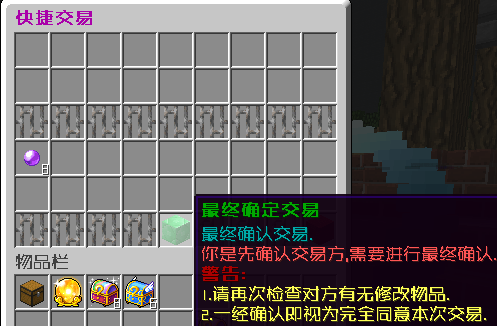 快捷交易
最终确定交易
最终确认交易.
你是先确认交易方,需要进行最终确认.
警告:
1.请再次检查对方有无修改物品.
2.一经确认即视为完全同意本次交易.
物品栏